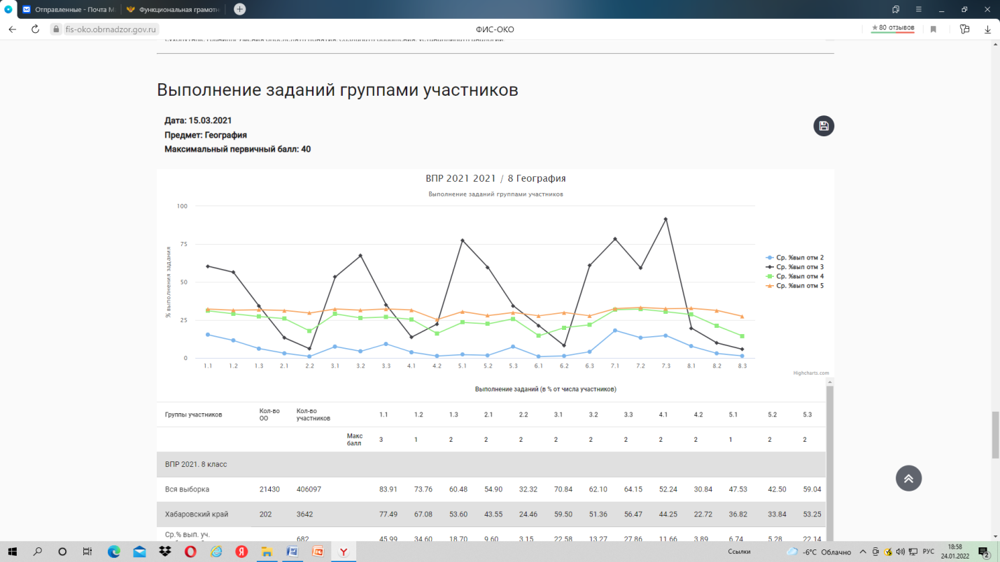 Отправленные - Почта M
Функциональная грамотн
fis-oko.obrnadzor.gov.ru
ФИС-ОКО
★ 80 отзывов
Выполнение заданий группами участников
Дата: 15.03.2021
Предмет: География
Максимальный первичный балл: 40
ВПР 2021 2021 / 8 География
Выполнение заданий группами участников
% выполнения задания
100
75
50
25
0
1.1 1.2 1.3 2.1 2.2 3.1 3.2 3.3 4.1 4.2 5.1 5.2 5.3 6.1 6.2 6.3 7.1 7.2 7.3 8.1 8.2 8.3
Ср. %вып отм 2
Ср. %вып отм 3
Ср. %вып отм 4
Ср. %вып отм 5
Highcharts.com
Выполнение заданий (в % от числа участников)
Группы участников Кол-во ОО Кол-во участников 1.1 1.2 1.3 2.1 2.2 3.1 3.2 3.3 4.1 4.2 5.1 5.2 5.3
Макс балл 3 1 2 2 2 2 2 2 2 2 1 2 2
ВПР 2021. 8 класс
Вся выборка 21430 406097 83.91 73.76 60.48 54.90 32.32 70.84 62.10 64.15 52.24 30.84 47.53 42.50 59.04
Хабаровский край 202 3642 77.49 67.08 53.60 43.55 24.46 59.50 51.36 56.47 44.25 22.72 36.82 33.84 53.25
Ср.% вып. уч. 682 45.99 34.60 18.70 9.60 3.15 22.58 13.27 27.86 11.66 3.89 6.74 5.28 22.14
Ссылки
-6°C Облачно
РУС
18:58
24.01.2022
2